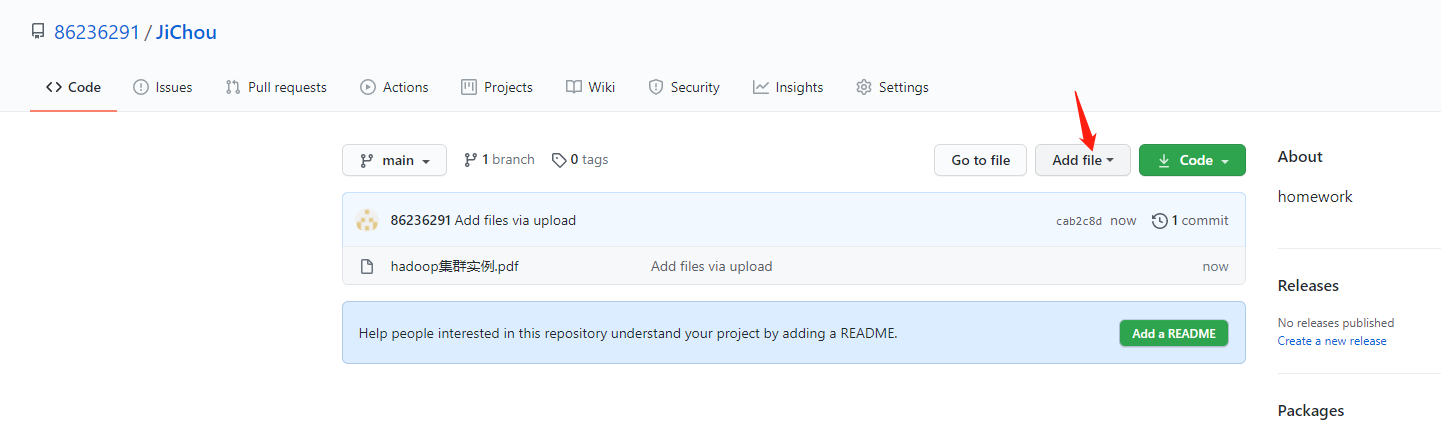 86236291 / JiChou
Code Issues Pull requests Actions Projects Wiki Security Insights Settings
main 1 branch 0 tags Go to file Add file Code
86236291 Add files via upload cab2c8d now 1 commit
hadoop集群实例.pdf Add files via upload now
Help people interested in this repository understand your project by adding a README. Add a README
About
homework
Releases
No releases published
Create a new release
Packages